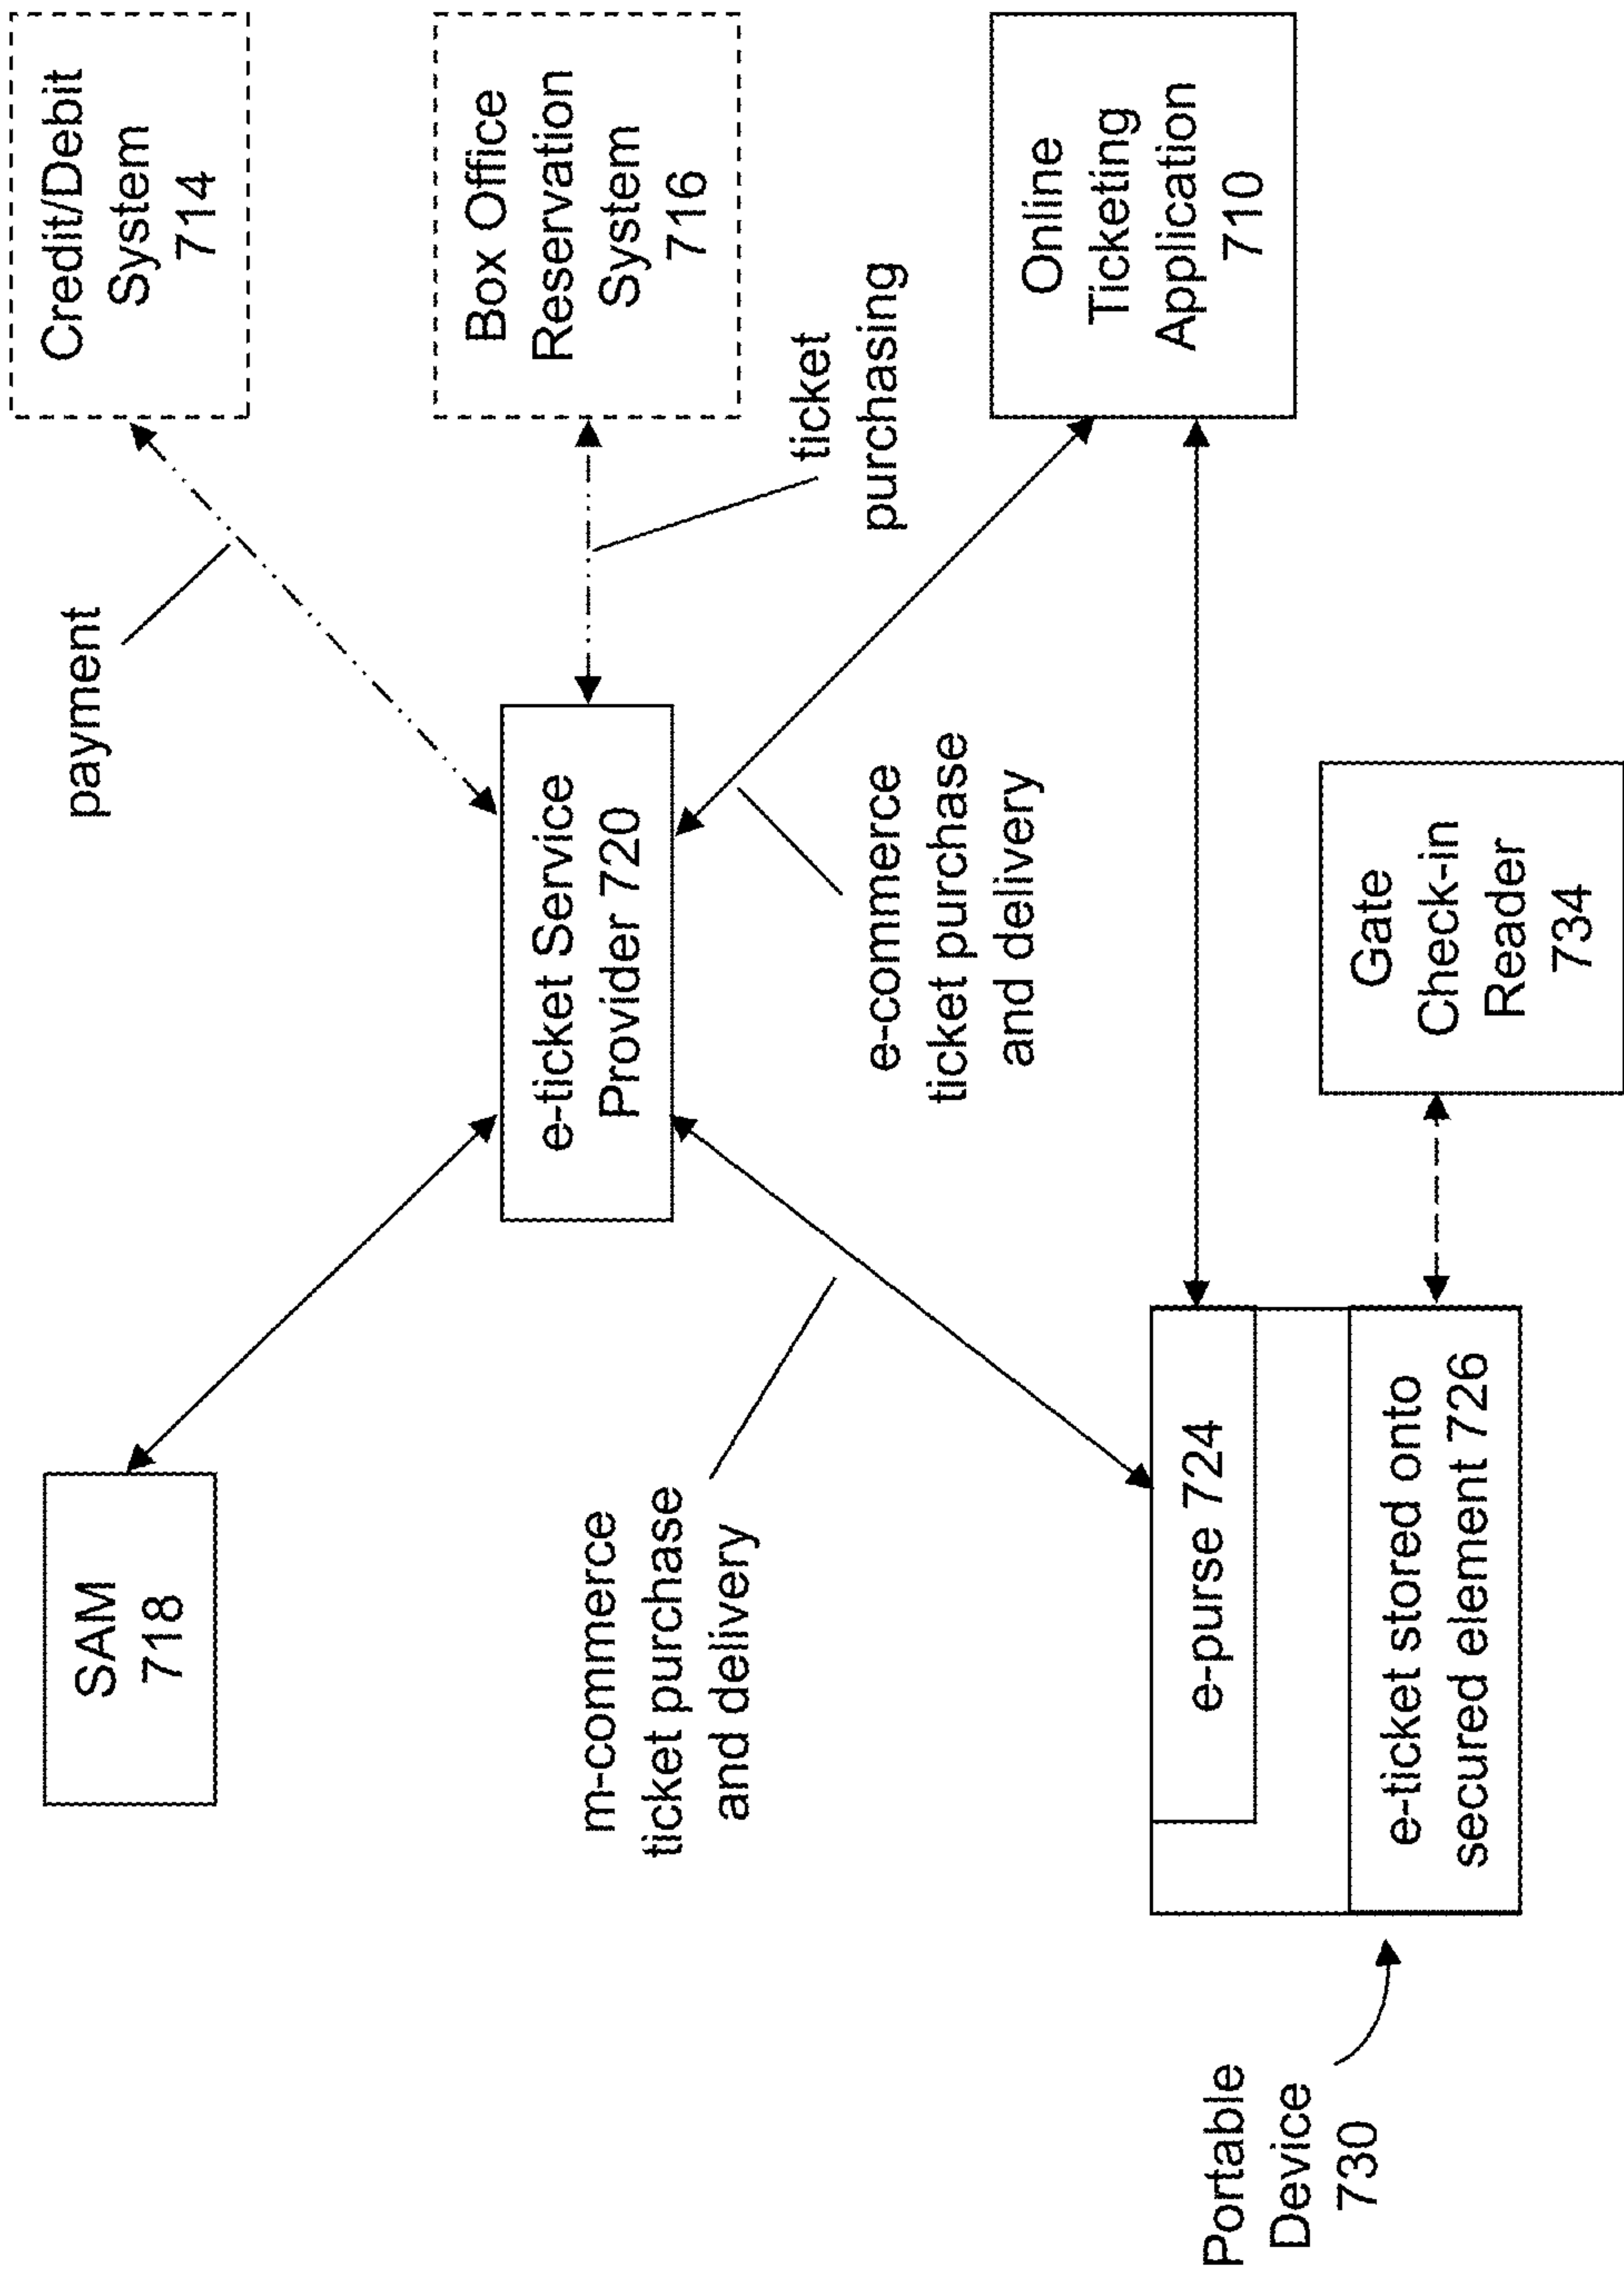 SAM
718
payment
Credit/Debit
System
714
e-ticket Service
Provider 720
Box Office
Reservation
System
716
ticket
purchasing
m-commerce
ticket purchase
and delivery
e-commerce
ticket purchase
and delivery
Online
Ticketing
Application
710
e-purse 724
e-ticket stored onto
secured element 726
Gate
Check-in
Reader
734
Portable
Device
730